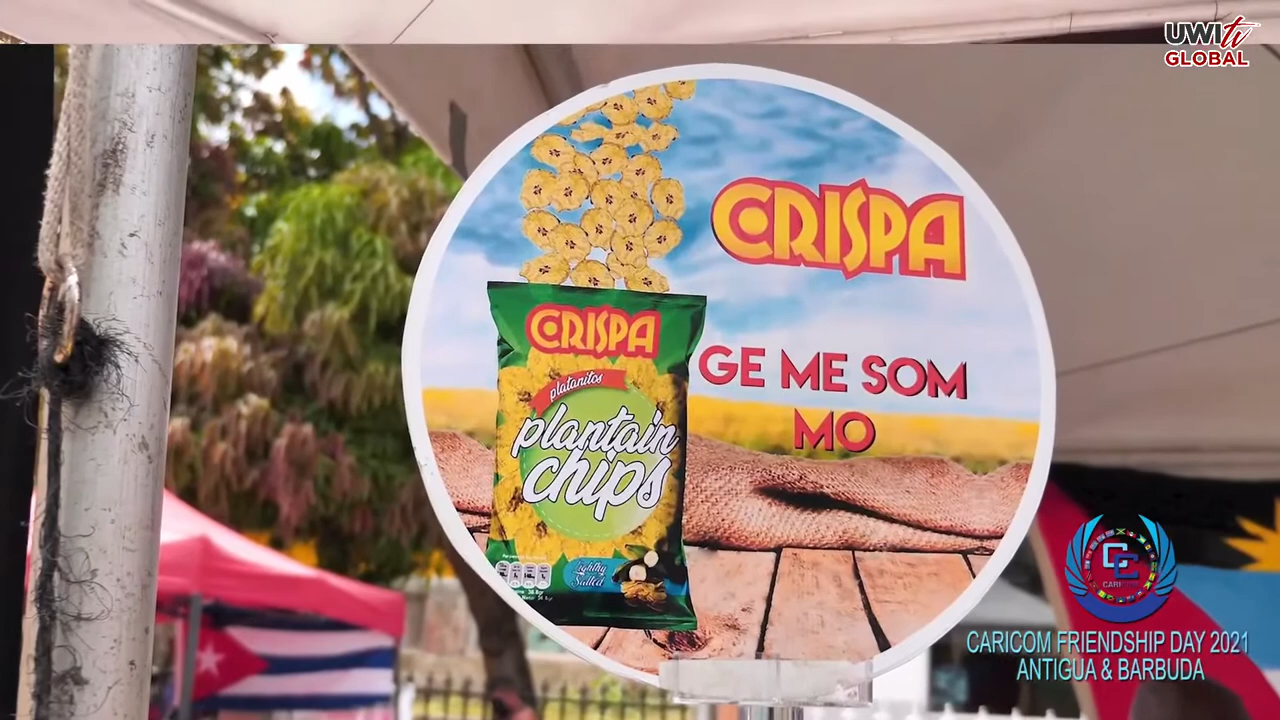 UWItv
GLOBAL
CRISPA
GE ME SOM
MO
CRISPA
platanitos
plantain
chips
Lightly
Salted
CC
CARICOM FRIENDSHIP DAY 2021
ANTIGUA & BARBUDA